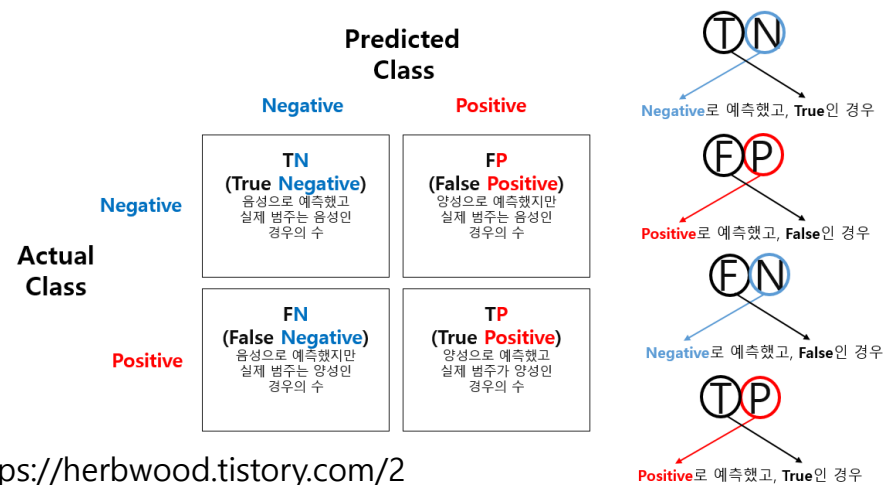 Predicted
Class
Negative
Positive
Actual
Class
Negative
TN
(True Negative)
음성으로 예측했고
실제 범주는 음성인
경우의 수
FP
(False Positive)
양성으로 예측했지만
실제 범주는 음성인
경우의 수
Positive
FN
(False Negative)
음성으로 예측했지만
실제 범주는 양성인
경우의 수
TP
(True Positive)
양성으로 예측했고
실제 범주가 양성인
경우의 수
TN
Negative로 예측했고, True인 경우
FP
Positive로 예측했고, False인 경우
FN
Negative로 예측했고, False인 경우
TP
Positive로 예측했고, True인 경우
ps://herbwood.tistory.com/2